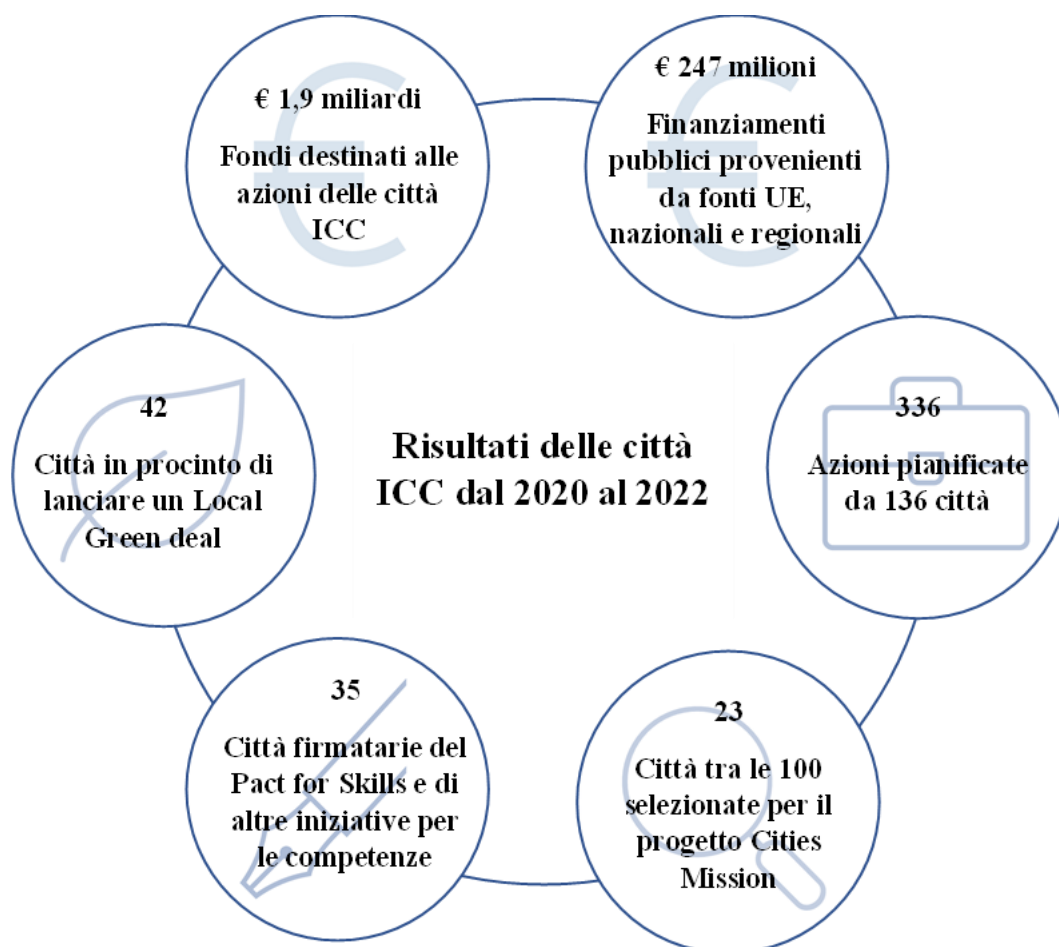 € 1,9 miliardi
Fondi destinati alle
azioni delle città
ICC
€ 247 milioni
Finanziamenti
pubblici provenienti
da fonti UE,
nazionali e regionali
42
Città in procinto di
lanciare un Local
Green deal
Risultati delle città
ICC dal 2020 al 2022
336
Azioni pianificate
da 136 città
35
Città firmatarie del
Pact for Skills e di
altre iniziative per
le competenze
23
Città tra le 100
selezionate per il
progetto Cities
Mission